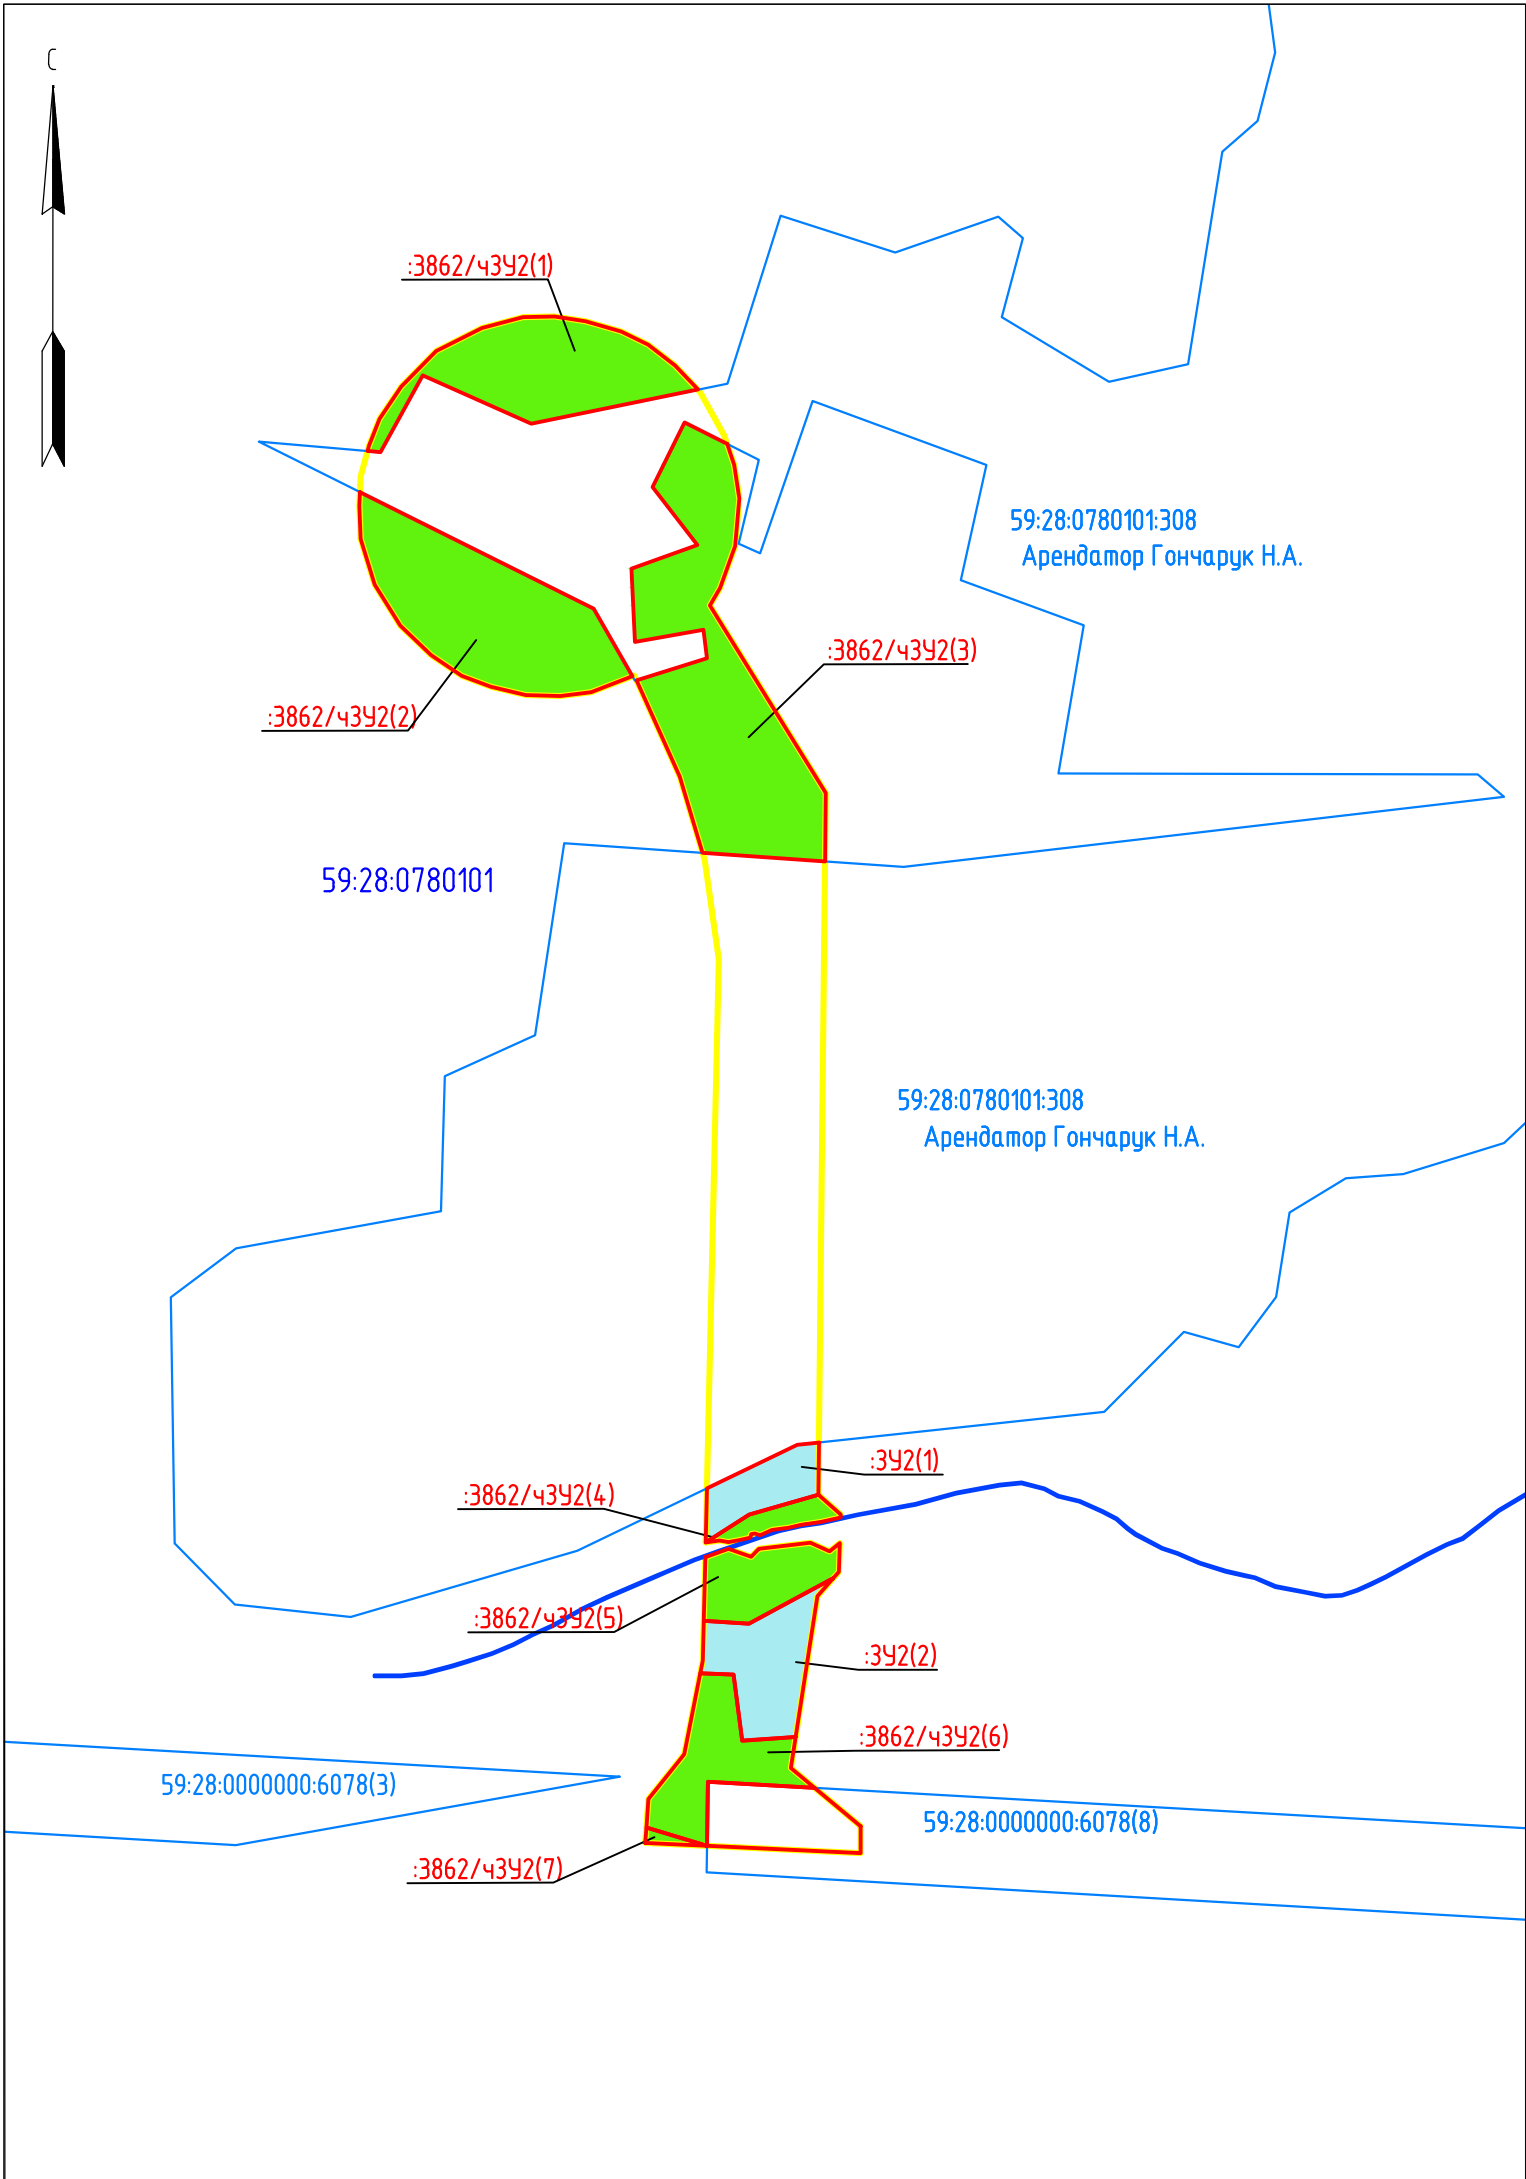 С
:3862/чЗУ2(1)
59:28:0780101:308
Арендатор Гончарук Н.А.
:3862/чЗУ2(3)
:3862/чЗУ2(2)
59:28:0780101
59:28:0780101:308
Арендатор Гончарук Н.А.
:ЗУ2(1)
:3862/чЗУ2(4)
:3862/чЗУ2(5)
:ЗУ2(2)
:3862/чЗУ2(6)
59:28:0000000:6078(3)
59:28:0000000:6078(8)
:3862/чЗУ2(7)